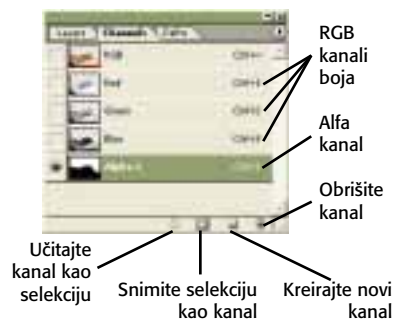 Layers Channels Paths
RGB
Red
Green
Blue
Alpha 1
RGB
kanali
boja
Alfa
kanal
Obrišite
kanal
Učitajte
kanal kao
selekciju
Snimite selekciju
kao kanal
Kreirajte novi
kanal